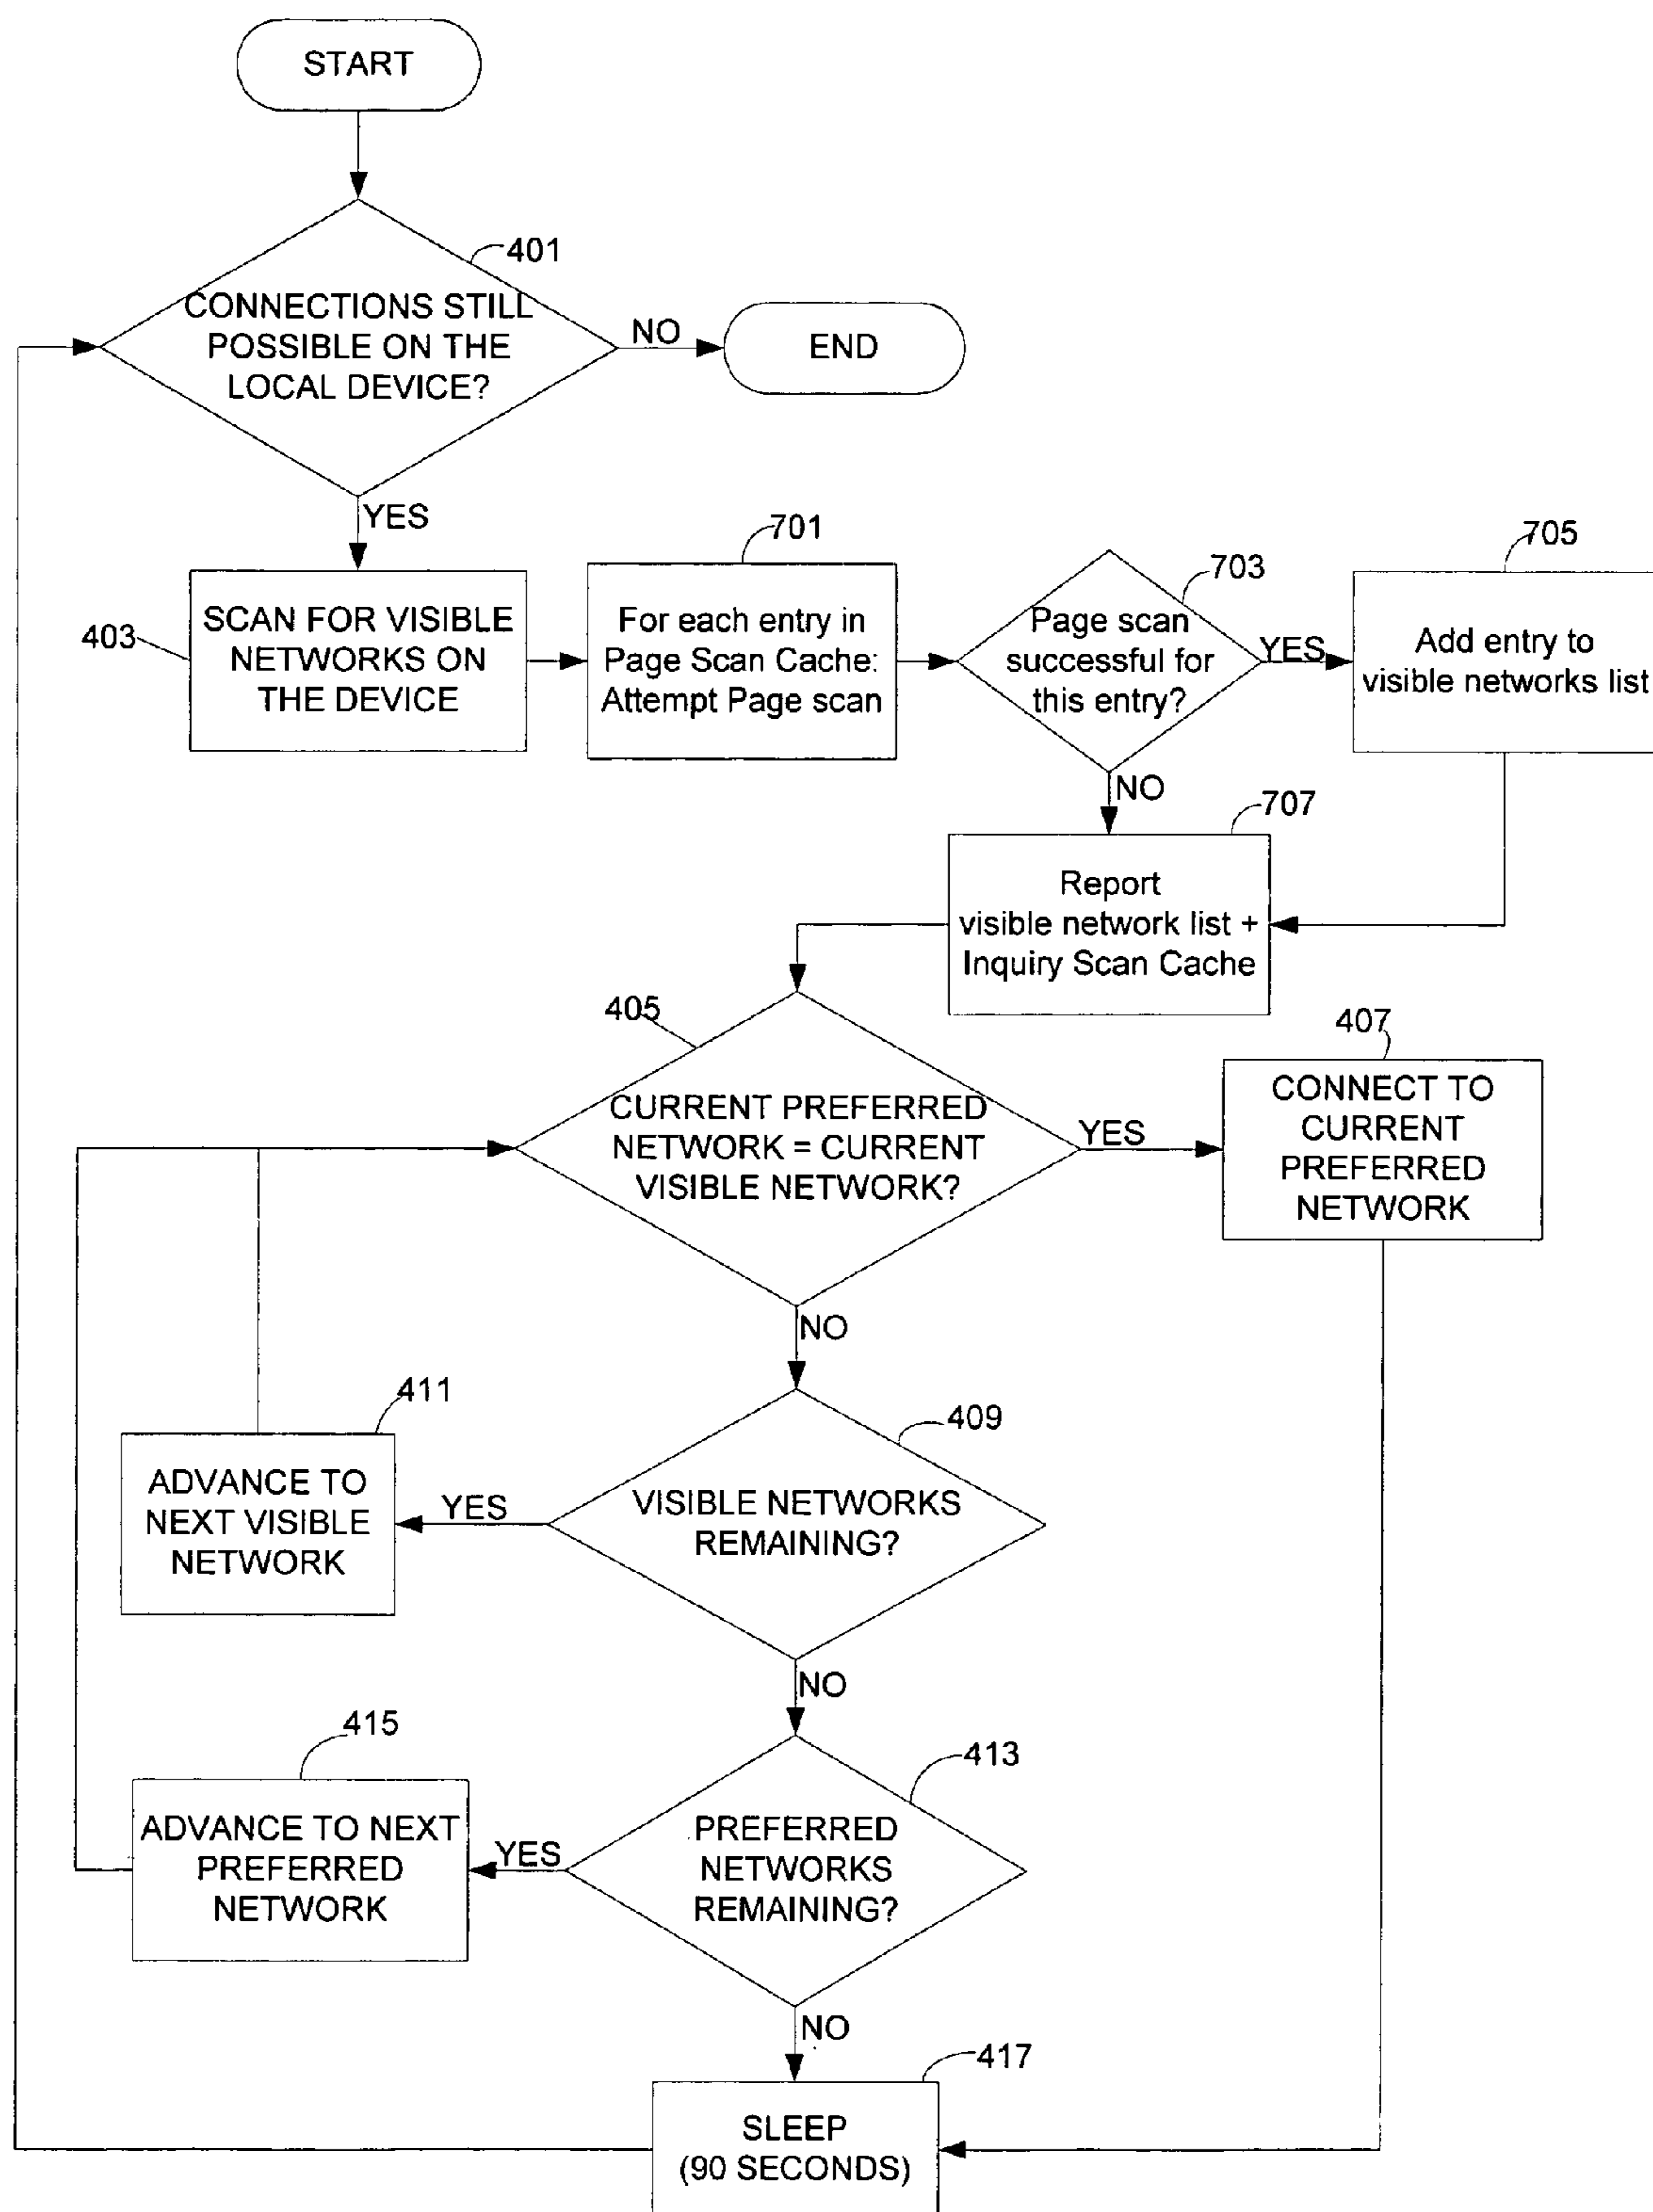 START
401
CONNECTIONS STILL
POSSIBLE ON THE
LOCAL DEVICE?
NO
END
YES
403
SCAN FOR VISIBLE
NETWORKS ON
THE DEVICE
701
For each entry in
Page Scan Cache:
Attempt Page scan
703
Page scan
successful for
this entry?
YES
705
Add entry to
visible networks list
NO
707
Report
visible network list +
Inquiry Scan Cache
405
CURRENT PREFERRED
NETWORK = CURRENT
VISIBLE NETWORK?
YES
407
CONNECT TO
CURRENT
PREFERRED
NETWORK
NO
409
VISIBLE NETWORKS
REMAINING?
YES
411
ADVANCE TO
NEXT VISIBLE
NETWORK
NO
413
PREFERRED
NETWORKS
REMAINING?
YES
415
ADVANCE TO NEXT
PREFERRED
NETWORK
NO
417
SLEEP
(90 SECONDS)